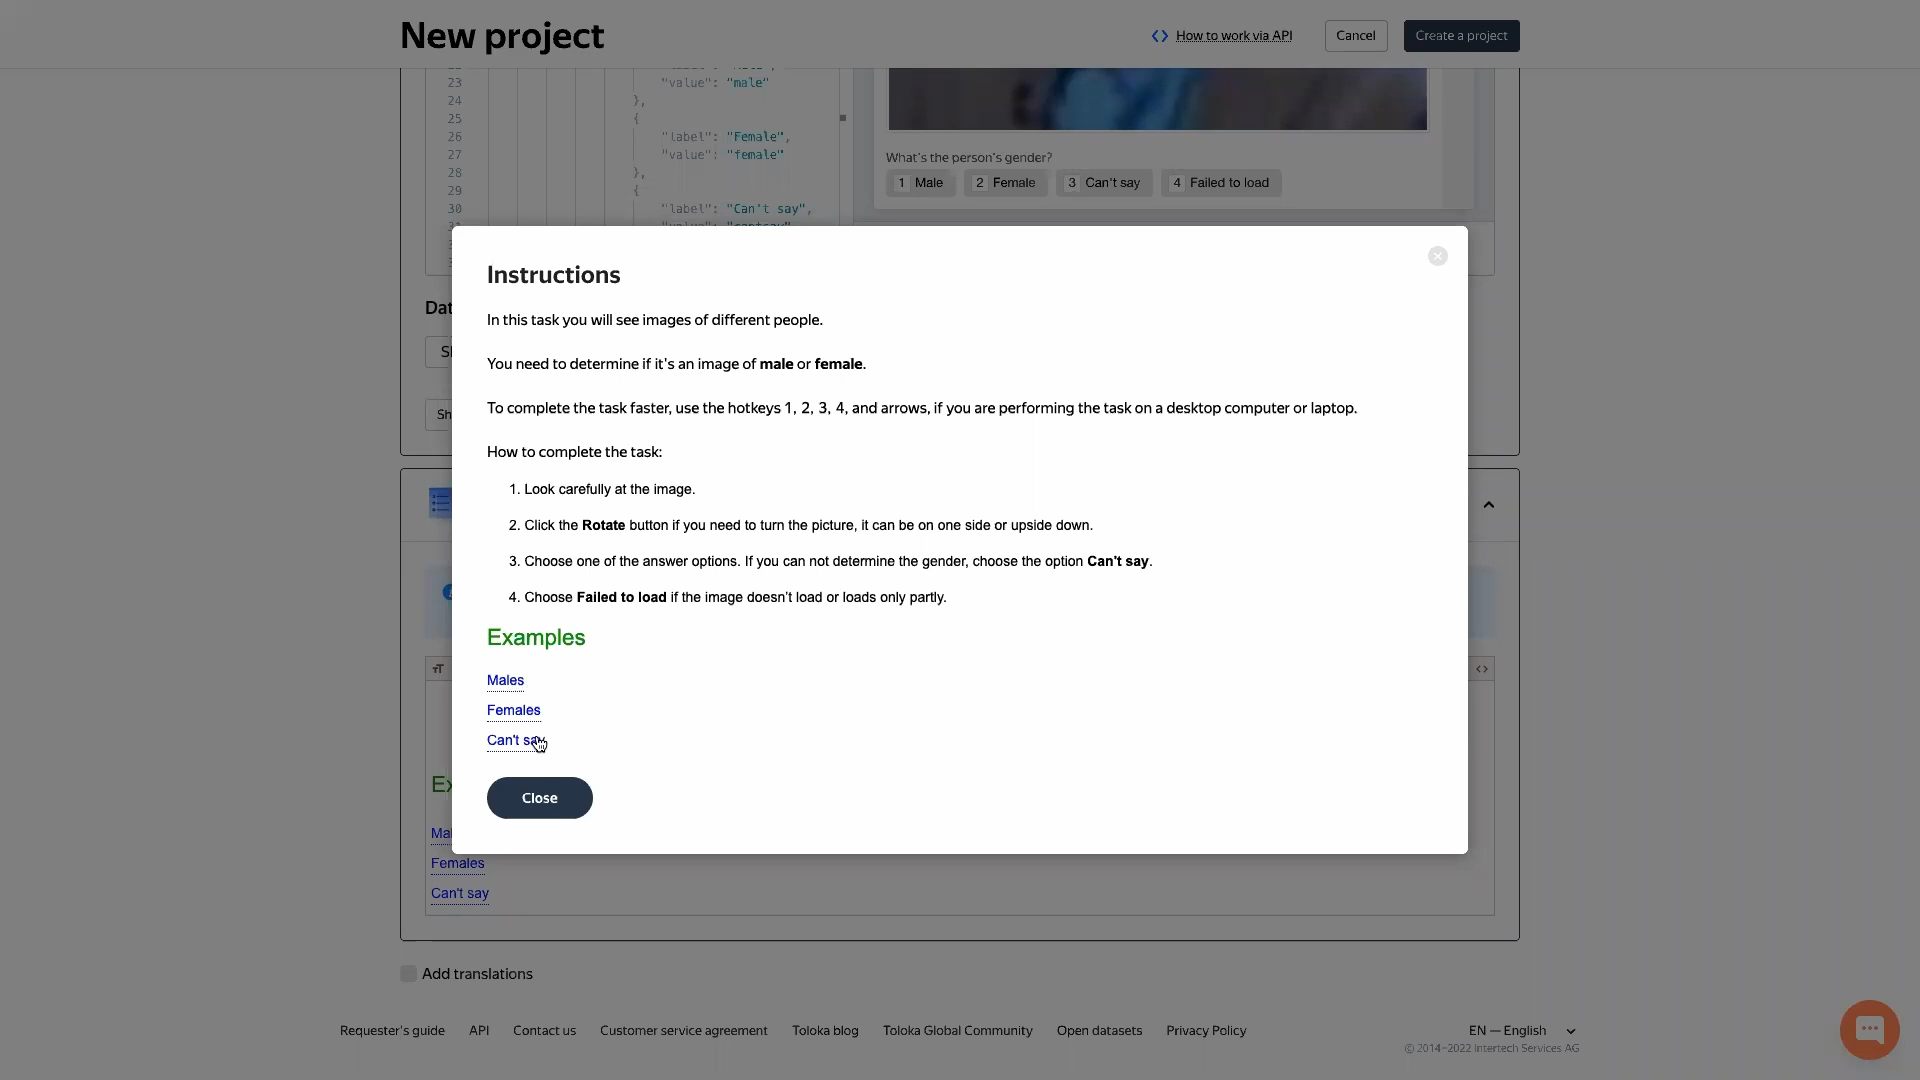 New project
<> How to work via API
Cancel
Create a project
23 "value": "male"
24 },
25 {
26 "label": "Female",
27 "value": "female"
28 },
29 {
30 "label": "Can't say",
What's the person's gender?
1 Male 2 Female 3 Can't say 4 Failed to load
Instructions
In this task you will see images of different people.
You need to determine if it's an image of male or female.
To complete the task faster, use the hotkeys 1, 2, 3, 4, and arrows, if you are performing the task on a desktop computer or laptop.
How to complete the task:
1. Look carefully at the image.
2. Click the Rotate button if you need to turn the picture, it can be on one side or upside down.
3. Choose one of the answer options. If you can not determine the gender, choose the option Can't say.
4. Choose Failed to load if the image doesn't load or loads only partly.
Examples
Males
Females
Can't say
Close
Females
Can't say
Add translations
Requester's guide API Contact us Customer service agreement Toloka blog Toloka Global Community Open datasets Privacy Policy
EN — English
© 2014–2022 Intertech Services AG